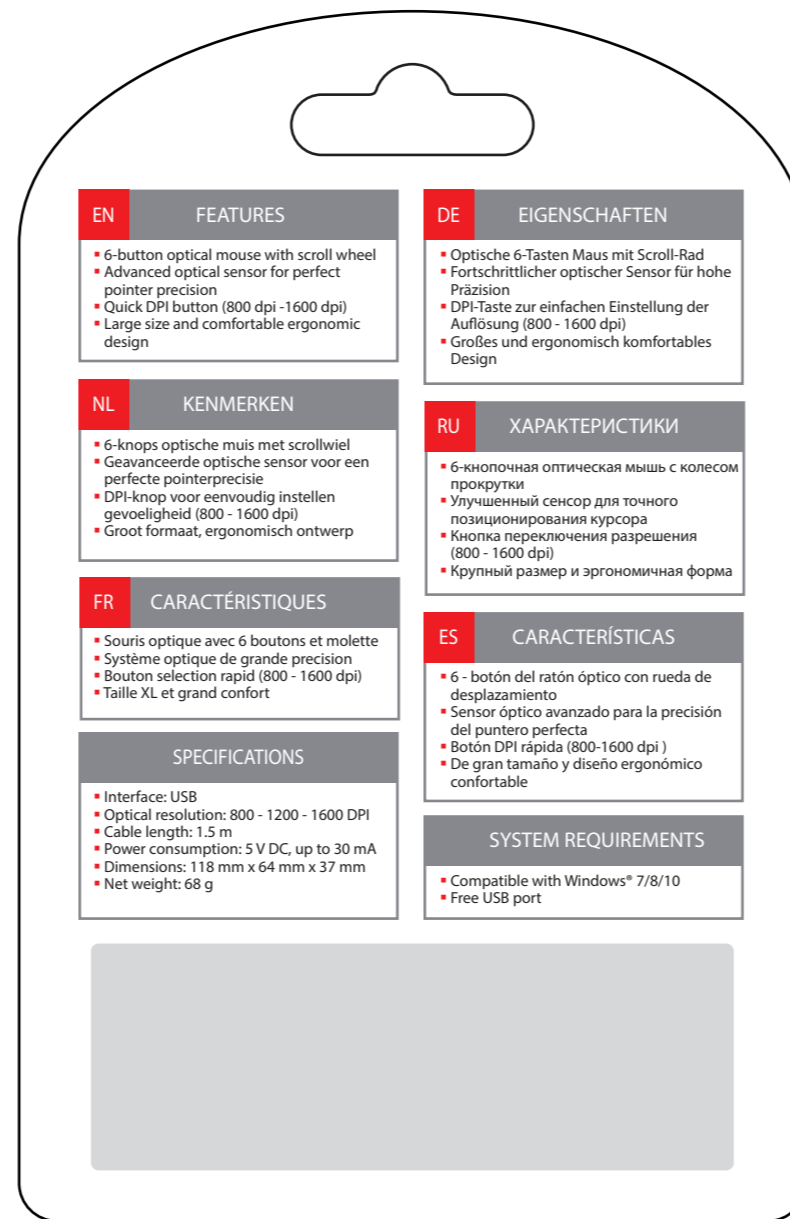 EN FEATURES
6-button optical mouse with scroll wheel
Advanced optical sensor for perfect
pointer precision
Quick DPI button (800 dpi -1600 dpi)
Large size and comfortable ergonomic
design
NL KENMERKEN
6-knops optische muis met scrollwiel
Geavanceerde optische sensor voor een
perfecte pointerprecisie
DPI-knop voor eenvoudig instellen
gevoeligheid (800 - 1600 dpi)
Groot formaat, ergonomisch ontwerp
FR CARACTÉRISTIQUES
Souris optique avec 6 boutons et molette
Système optique de grande precision
Bouton selection rapid (800 - 1600 dpi)
Taille XL et grand confort
SPECIFICATIONS
Interface: USB
Optical resolution: 800 - 1200 - 1600 DPI
Cable length: 1.5 m
Power consumption: 5 V DC, up to 30 mA
Dimensions: 118 mm x 64 mm x 37 mm
Net weight: 68 g
DE EIGENSCHAFTEN
Optische 6-Tasten Maus mit Scroll-Rad
Fortschrittlicher optischer Sensor für hohe
Präzision
DPI-Taste zur einfachen Einstellung der
Auflösung (800 - 1600 dpi)
Großes und ergonomisch komfortables
Design
RU ХАРАКТЕРИСТИКИ
6-кнопочная оптическая мышь с колесом
прокрутки
Улучшенный сенсор для точного
позиционирования курсора
Кнопка переключения разрешения
(800 - 1600 dpi)
Крупный размер и эргономичная форма
ES CARACTERÍSTICAS
6 - botón del ratón óptico con rueda de
desplazamiento
Sensor óptico avanzado para la precisión
del puntero perfecta
Botón DPI rápida (800-1600 dpi )
De gran tamaño y diseño ergonómico
confortable
SYSTEM REQUIREMENTS
Compatible with Windows® 7/8/10
Free USB port